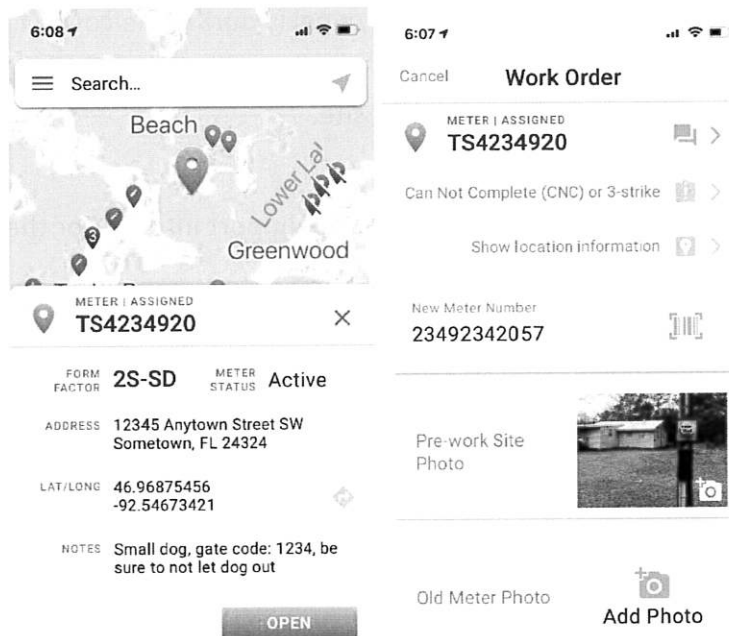 6:08
Search...
Beach
Lower La
Greenwood
3
METER | ASSIGNED
TS4234920
FORM FACTOR 2S-SD METER STATUS Active
ADDRESS 12345 Anytown Street SW
Sometown, FL 24324
LAT/LONG 46.96875456
-92.54673421
NOTES Small dog, gate code: 1234, be
sure to not let dog out
OPEN
6:07
Cancel Work Order
METER | ASSIGNED
TS4234920
Can Not Complete (CNC) or 3-strike
Show location information
New Meter Number
23492342057
Pre-work Site
Photo
Old Meter Photo
Add Photo